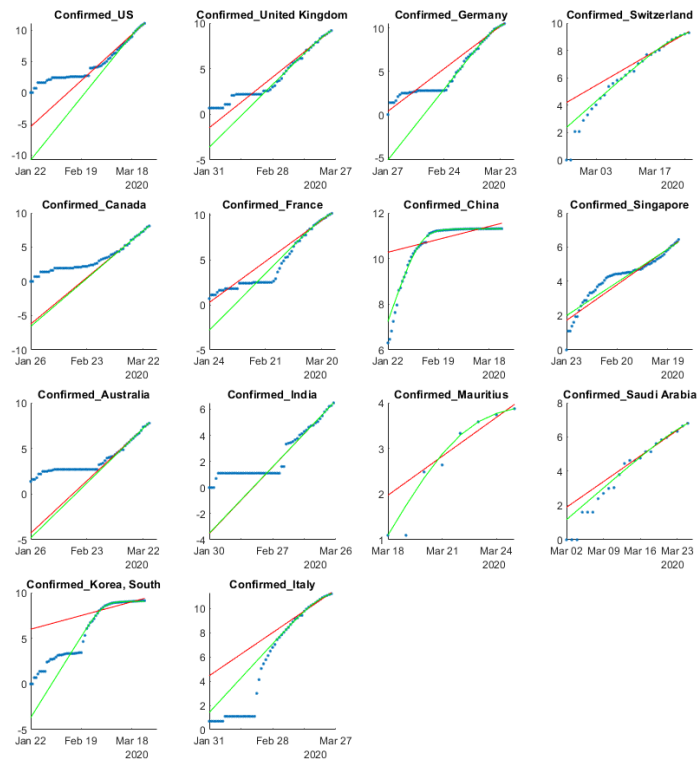 Confirmed_US
10
5
0
-5
-10
Jan 22 Feb 19 Mar 18
2020
Confirmed_United Kingdom
10
5
0
-5
Jan 31 Feb 28 Mar 27
2020
Confirmed_Germany
10
5
0
-5
Jan 27 Feb 24 Mar 23
2020
Confirmed_Switzerland
10
8
6
4
2
0
Mar 03 Mar 17
2020
Confirmed_Canada
10
5
0
-5
-10
Jan 26 Feb 23 Mar 22
2020
Confirmed_France
10
5
0
-5
Jan 24 Feb 21 Mar 20
2020
Confirmed_China
12
10
8
6
Jan 22 Feb 19 Mar 18
2020
Confirmed_Singapore
8
6
4
2
0
Jan 23 Feb 20 Mar 19
2020
Confirmed_Australia
10
5
0
-5
Jan 26 Feb 23 Mar 22
2020
Confirmed_India
6
4
2
0
-2
-4
Jan 30 Feb 27 Mar 26
2020
Confirmed_Mauritius
4
3
2
1
Mar 18 Mar 21 Mar 24
2020
Confirmed_Saudi Arabia
8
6
4
2
0
Mar 02 Mar 09 Mar 16 Mar 23
2020
Confirmed_Korea, South
10
5
0
-5
Jan 22 Feb 19 Mar 18
2020
Confirmed_Italy
10
8
6
4
2
0
Jan 31 Feb 28 Mar 27
2020